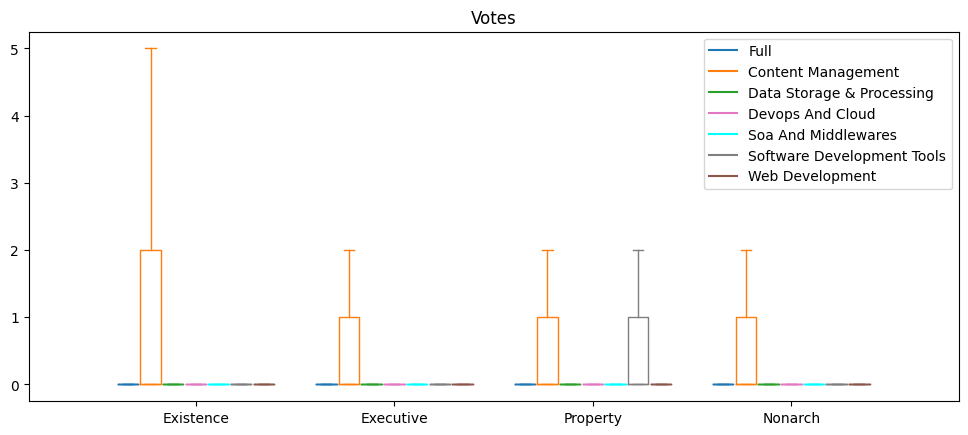 Votes
5
4
3
2
1
0
Full
Content Management
Data Storage & Processing
Devops And Cloud
Soa And Middlewares
Software Development Tools
Web Development
Existence
Executive
Property
Nonarch